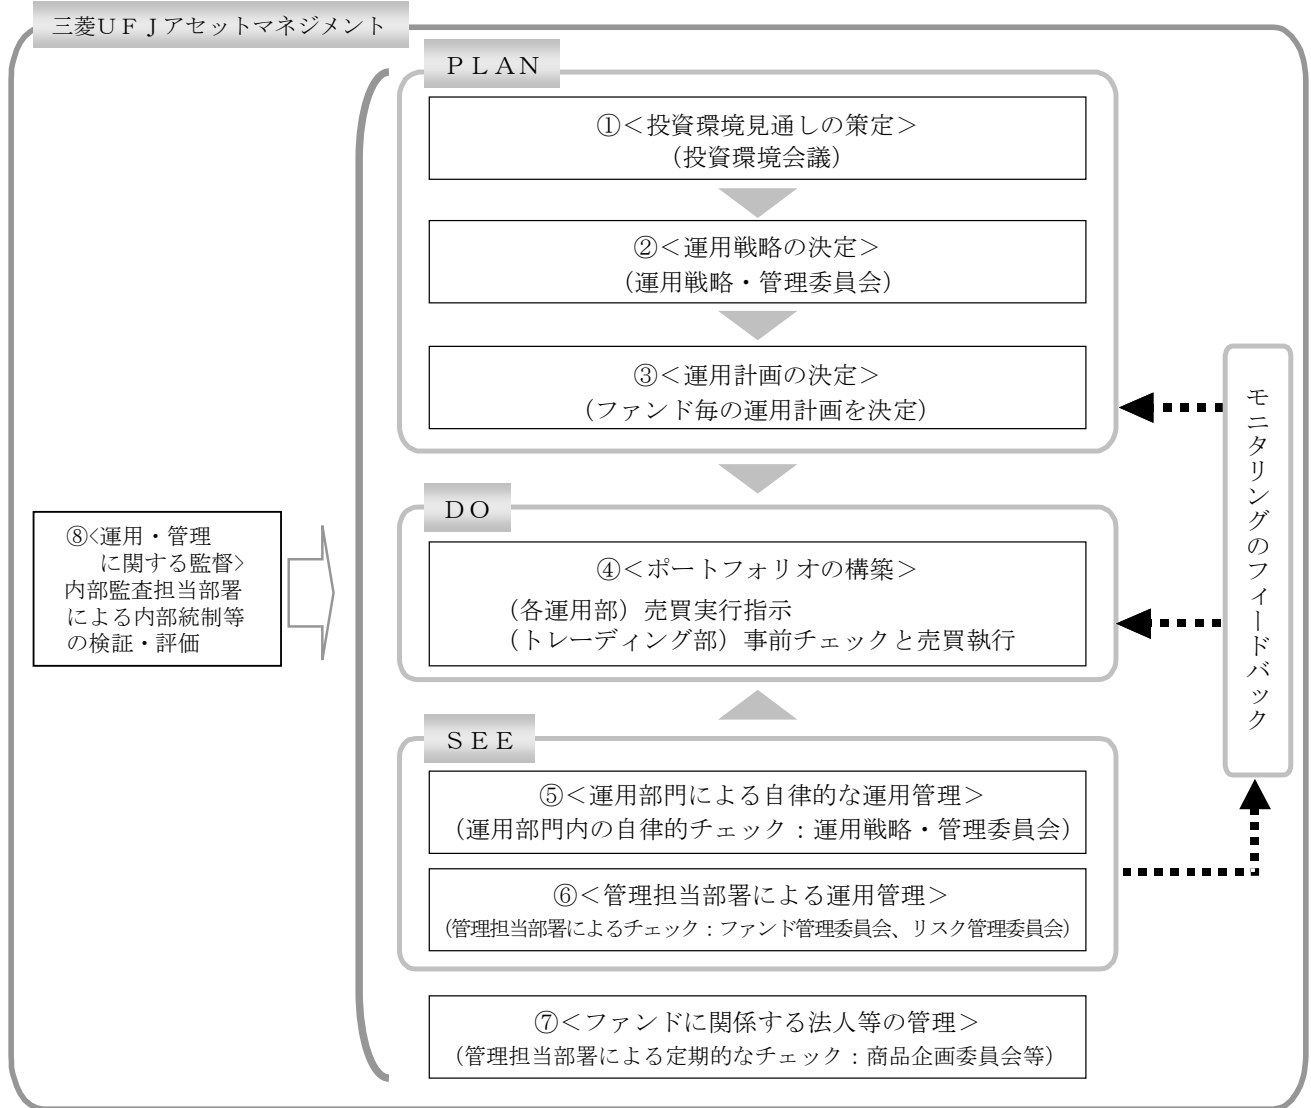 三菱ＵＦＪアセットマネジメント
ＰＬＡＮ
①＜投資環境見通しの策定＞
（投資環境会議）
②＜運用戦略の決定＞
（運用戦略・管理委員会）
③＜運用計画の決定＞
（ファンド毎の運用計画を決定）
ＤＯ
④＜ポートフォリオの構築＞
（各運用部）売買実行指示
（トレーディング部）事前チェックと売買執行
ＳＥＥ
⑤＜運用部門による自律的な運用管理＞
（運用部門内の自律的チェック：運用戦略・管理委員会）
⑥＜管理担当部署による運用管理＞
（管理担当部署によるチェック：ファンド管理委員会、リスク管理委員会）
⑦＜ファンドに関係する法人等の管理＞
（管理担当部署による定期的なチェック：商品企画委員会等）
⑧<運用・管理
に関する監督>
内部監査担当部署
による内部統制等
の検証・評価
モニタリングのフィードバック